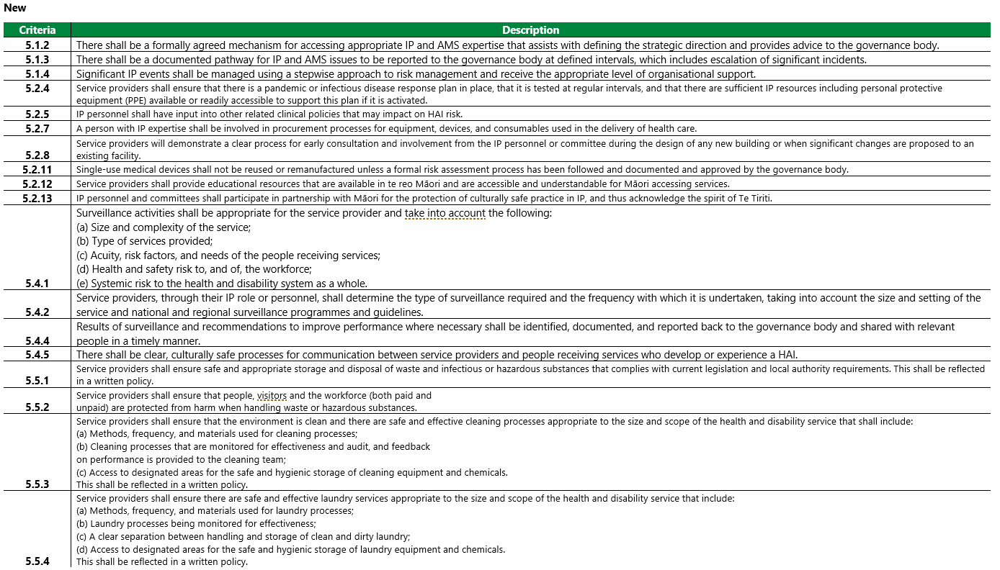 New
Criteria Description
5.1.2 There shall be a formally agreed mechanism for accessing appropriate IP and AMS expertise that assists with defining the strategic direction and provides advice to the governance body.
5.1.3 There shall be a documented pathway for IP and AMS issues to be reported to the governance body at defined intervals, which includes escalation of significant incidents.
5.1.4 Significant IP events shall be managed using a stepwise approach to risk management and receive the appropriate level of organisational support.
5.2.4 Service providers shall ensure that there is a pandemic or infectious disease response plan in place, that it is tested at regular intervals, and that there are sufficient IP resources including personal protective
equipment (PPE) available or readily accessible to support this plan if it is activated.
5.2.5 IP personnel shall have input into other related clinical policies that may impact on HAI risk.
5.2.7 A person with IP expertise shall be involved in procurement processes for equipment, devices, and consumables used in the delivery of health care.
5.2.8 Service providers will demonstrate a clear process for early consultation and involvement from the IP personnel or committee during the design of any new building or when significant changes are proposed to an
existing facility.
5.2.11 Single-use medical devices shall not be reused or remanufactured unless a formal risk assessment process has been followed and documented and approved by the governance body.
5.2.12 Service providers shall provide educational resources that are available in te reo Māori and are accessible and understandable for Māori accessing services.
5.2.13 IP personnel and committees shall participate in partnership with Māori for the protection of culturally safe practice in IP, and thus acknowledge the spirit of Te Tiriti.
Surveillance activities shall be appropriate for the service provider and take into account the following:
(a) Size and complexity of the service;
(b) Type of services provided;
(c) Acuity, risk factors, and needs of the people receiving services;
(d) Health and safety risk to, and of, the workforce;
5.4.1 (e) Systemic risk to the health and disability system as a whole.
Service providers, through their IP role or personnel, shall determine the type of surveillance required and the frequency with which it is undertaken, taking into account the size and setting of the
5.4.2 service and national and regional surveillance programmes and guidelines.
Results of surveillance and recommendations to improve performance where necessary shall be identified, documented, and reported back to the governance body and shared with relevant
5.4.4 people in a timely manner.
5.4.5 There shall be clear, culturally safe processes for communication between service providers and people receiving services who develop or experience a HAI.
Service providers shall ensure safe and appropriate storage and disposal of waste and infectious or hazardous substances that complies with current legislation and local authority requirements. This shall be reflected
5.5.1 in a written policy.
Service providers shall ensure that people, visitors and the workforce (both paid and
5.5.2 unpaid) are protected from harm when handling waste or hazardous substances.
Service providers shall ensure that the environment is clean and there are safe and effective cleaning processes appropriate to the size and scope of the health and disability service that shall include:
(a) Methods, frequency, and materials used for cleaning processes;
(b) Cleaning processes that are monitored for effectiveness and audit, and feedback
on performance is provided to the cleaning team;
(c) Access to designated areas for the safe and hygienic storage of cleaning equipment and chemicals.
5.5.3 This shall be reflected in a written policy.
Service providers shall ensure there are safe and effective laundry services appropriate to the size and scope of the health and disability service that include:
(a) Methods, frequency, and materials used for laundry processes;
(b) Laundry processes being monitored for effectiveness;
(c) A clear separation between handling and storage of clean and dirty laundry;
(d) Access to designated areas for the safe and hygienic storage of laundry equipment and chemicals.
5.5.4 This shall be reflected in a written policy.